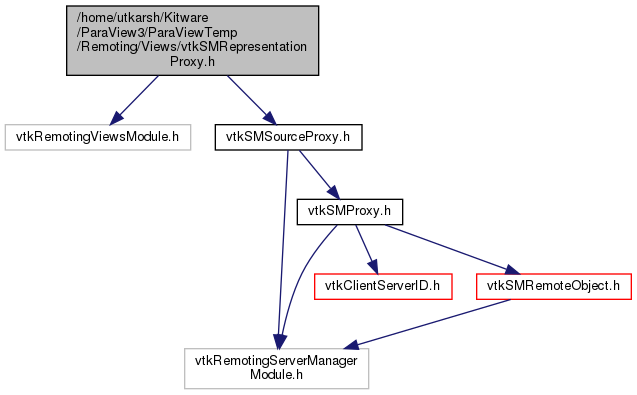 /home/utkarsh/Kitware
/ParaView3/ParaViewTemp
/Remoting/Views/vtkSMRepresentation
Proxy.h
vtkRemotingViewsModule.h
vtkSMSourceProxy.h
vtkSMProxy.h
vtkClientServerID.h
vtkSMRemoteObject.h
vtkRemotingServerManager
Module.h